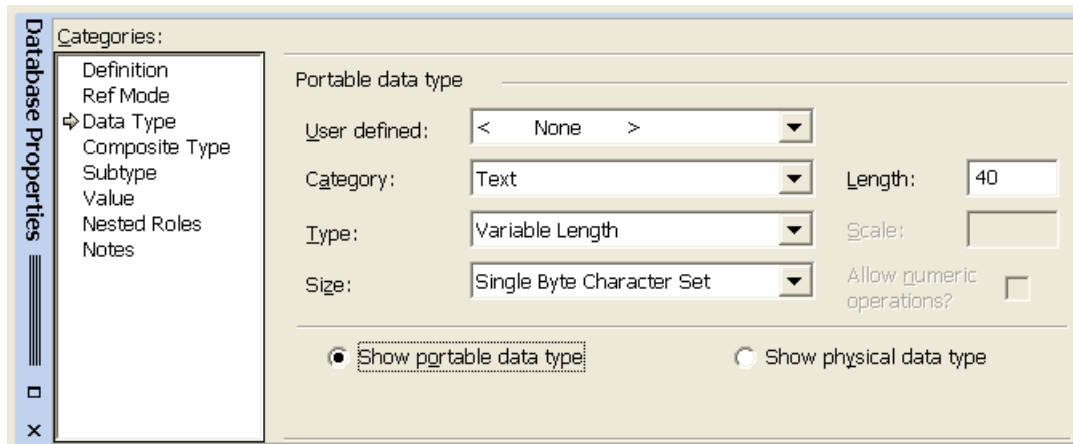 Database Properties
Categories:
Definition
Ref Mode
Data Type
Composite Type
Subtype
Value
Nested Roles
Notes
Portable data type
User defined: < None >
Category: Text Length: 40
Type: Variable Length Scale:
Size: Single Byte Character Set Allow numeric
operations?
Show portable data type Show physical data type